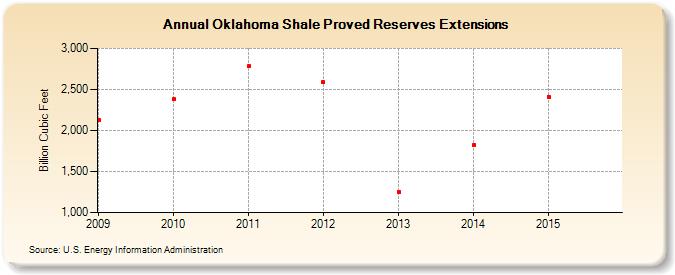 Annual Oklahoma Shale Proved Reserves Extensions
Billion Cubic Feet
3,000
2,500
2,000
1,500
1,000
2009 2010 2011 2012 2013 2014 2015
Source: U.S. Energy Information Administration